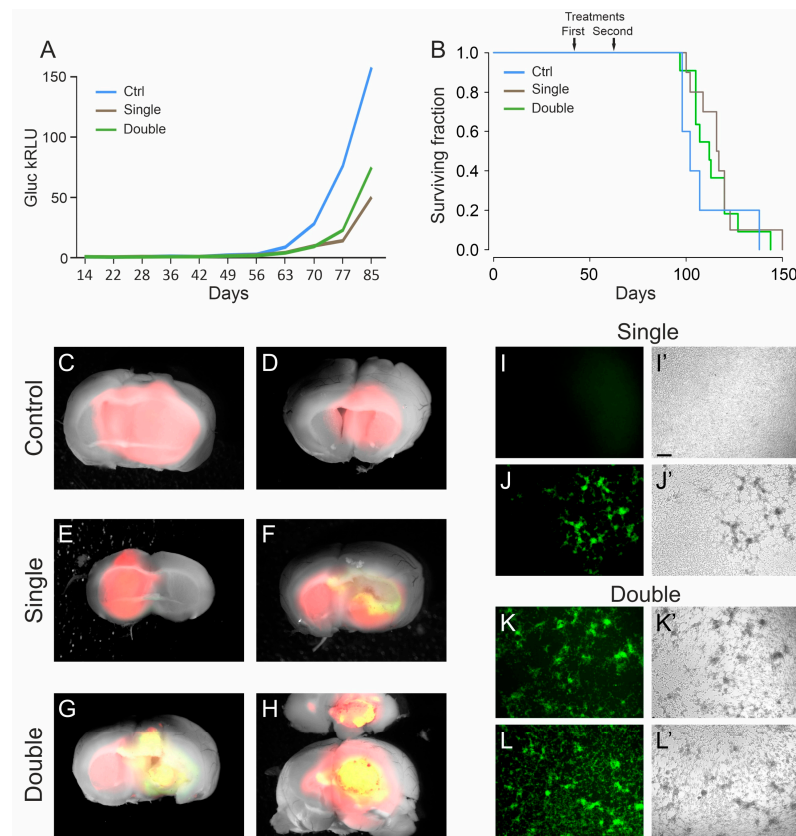 A
150
100
50
0
Gluc kRLU
Ctrl
Single
Double
14 22 28 36 42 49 56 63 70 77 85
Days
Treatments
First Second
B
1.0
0.8
0.6
0.4
0.2
0.0
Surviving fraction
Ctrl
Single
Double
0 50 100 150
Days
Control
C D
Single
E F
Double
G H
Single
I I'
J J'
Double
K K'
L L'